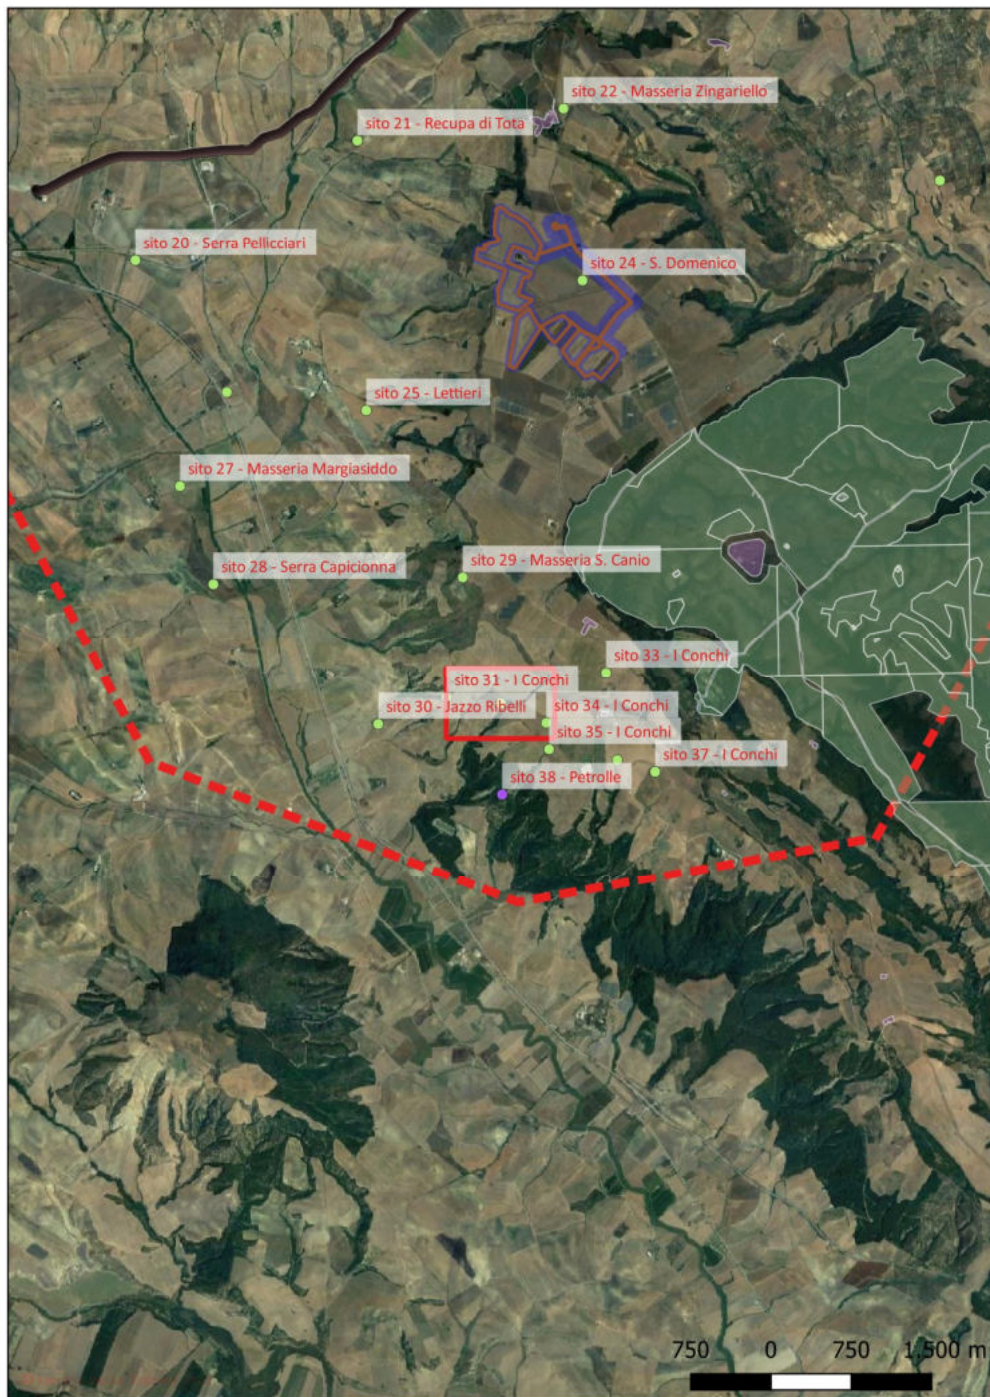 sito 22 - Masseria Zingariello
sito 21 - Recupa di Tota
sito 20 - Serra Pellicciari
sito 24 - S. Domenico
sito 25 - Lettieri
sito 27 - Masseria Margiasiddo
sito 28 - Serra Capicionna
sito 29 - Masseria S. Canio
sito 33 - I Conchi
sito 31 - I Conchi
sito 30 - Jazzo Ribelli
sito 34 - I Conchi
sito 35 - I Conchi
sito 37 - I Conchi
sito 38 - Petrolle
750 0 750 1.500 m